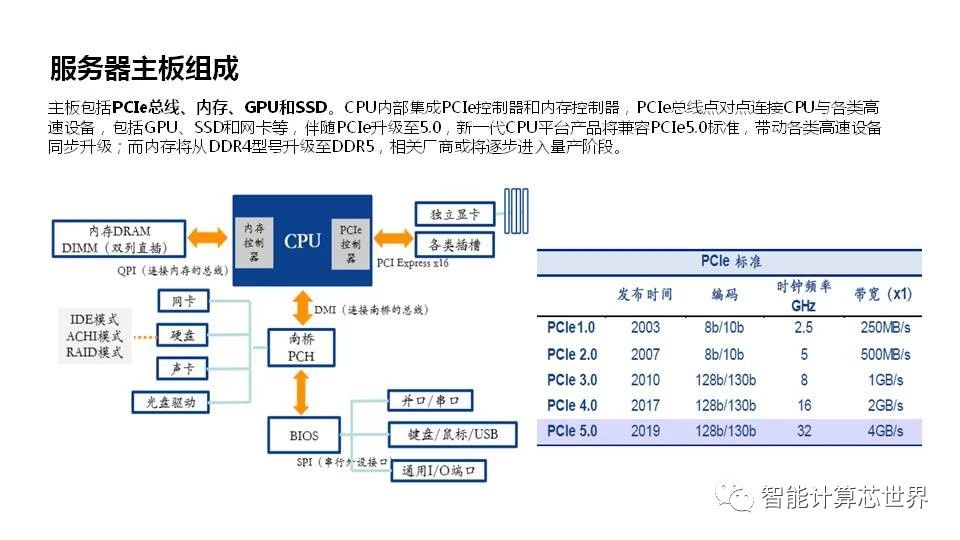 服务器主板组成
主板包括PCIe总线、内存、GPU和SSD。CPU内部集成PCIe控制器和内存控制器，PCIe总线点对点连接CPU与各类高
速设备，包括GPU、SSD和网卡等，伴随PCIe升级至5.0，新一代CPU平台产品将兼容PCIe5.0标准，带动各类高速设备
同步升级；而内存将从DDR4型号升级至DDR5，相关厂商或将逐步进入量产阶段。
内存DRAM
DIMM（双列直插）
QPI（连接内存的总线）
内存
控制
器
CPU
PCIe
控制
器
独立显卡
各类插槽
PCI Express x16
DMI（连接南桥的总线）
IDE模式
ACHI模式
RAID模式
网卡
硬盘
声卡
光盘驱动
南桥
PCH
BIOS
SPI（串行外设接口）
并口/串口
键盘/鼠标/USB
通用I/O端口
PCIe 标准
发布时间 编码 时钟频率 GHz 带宽（x1）
PCIe1.0 2003 8b/10b 2.5 250MB/s
PCIe 2.0 2007 8b/10b 5 500MB/s
PCIe 3.0 2010 128b/130b 8 1GB/s
PCIe 4.0 2017 128b/130b 16 2GB/s
PCIe 5.0 2019 128b/130b 32 4GB/s
智能计算芯世界